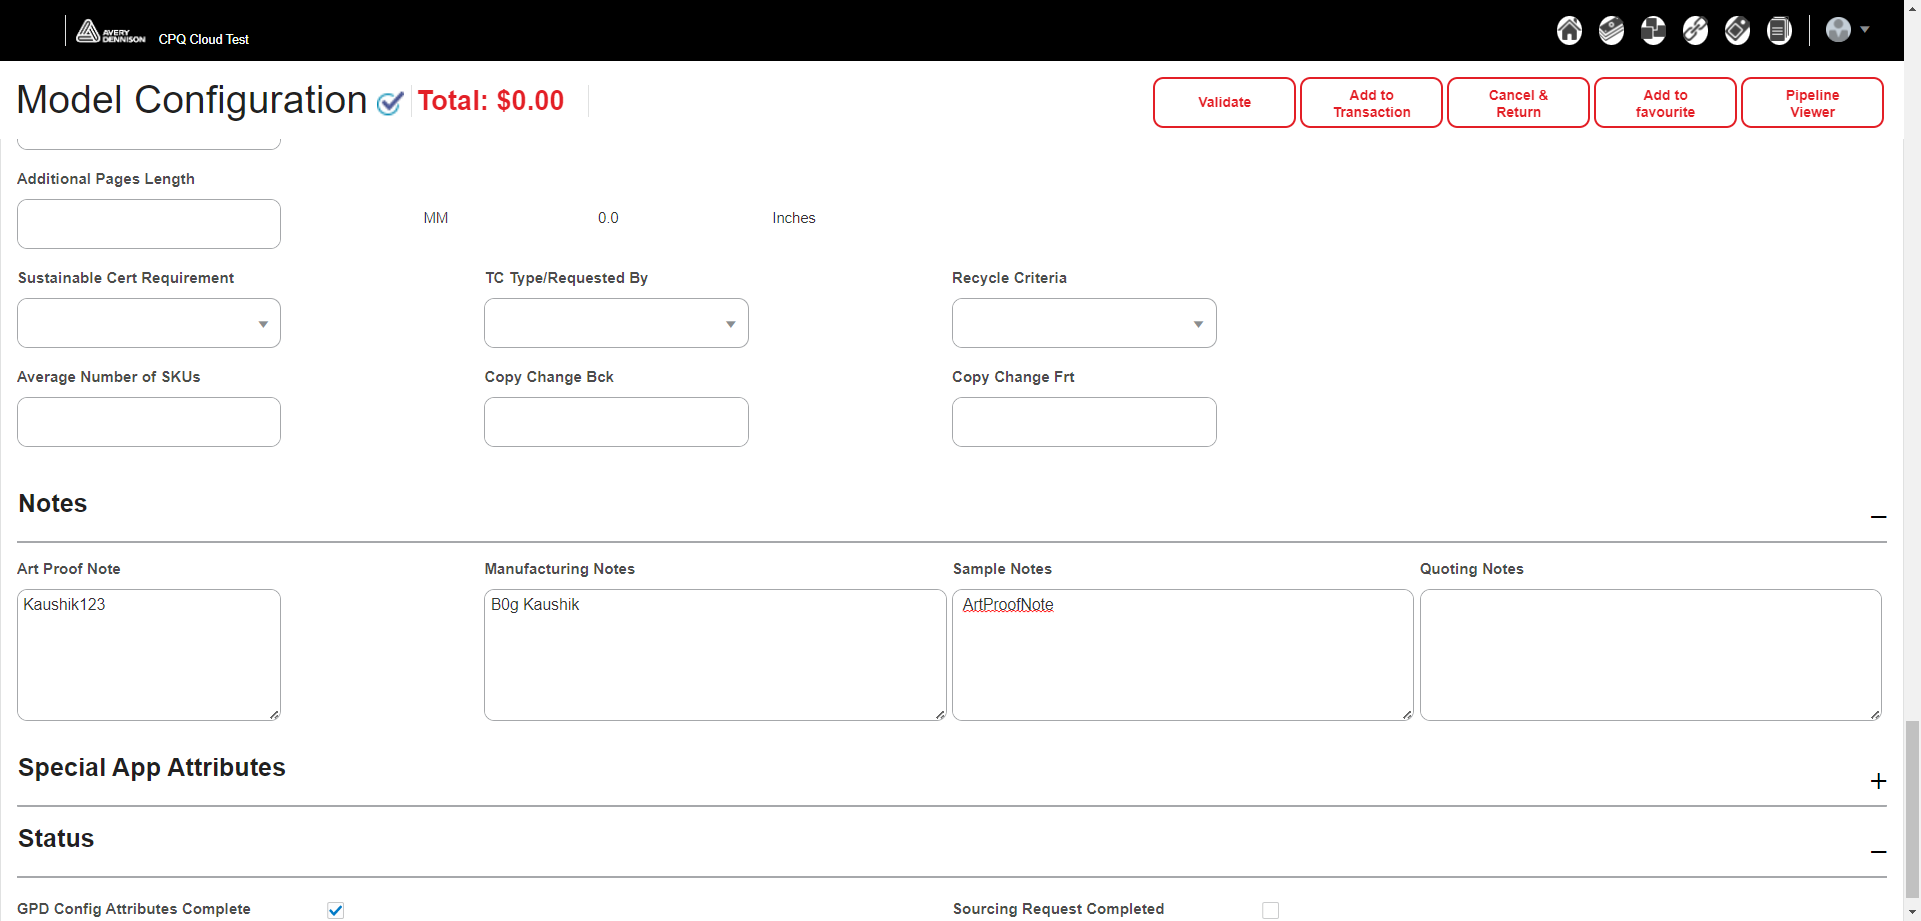 AVERY
DENNISON
CPQ Cloud Test
Model Configuration
Total: $0.00
Validate
Add to
Transaction
Cancel &
Return
Add to
favourite
Pipeline
Viewer
Additional Pages Length
MM
0.0
Inches
Sustainable Cert Requirement
TC Type/Requested By
Recycle Criteria
Average Number of SKUs
Copy Change Bck
Copy Change Frt
Notes
Art Proof Note
Manufacturing Notes
Sample Notes
Quoting Notes
Kaushik123
B0g Kaushik
ArtProofNote
Special App Attributes
Status
GPD Config Attributes Complete
Sourcing Request Completed